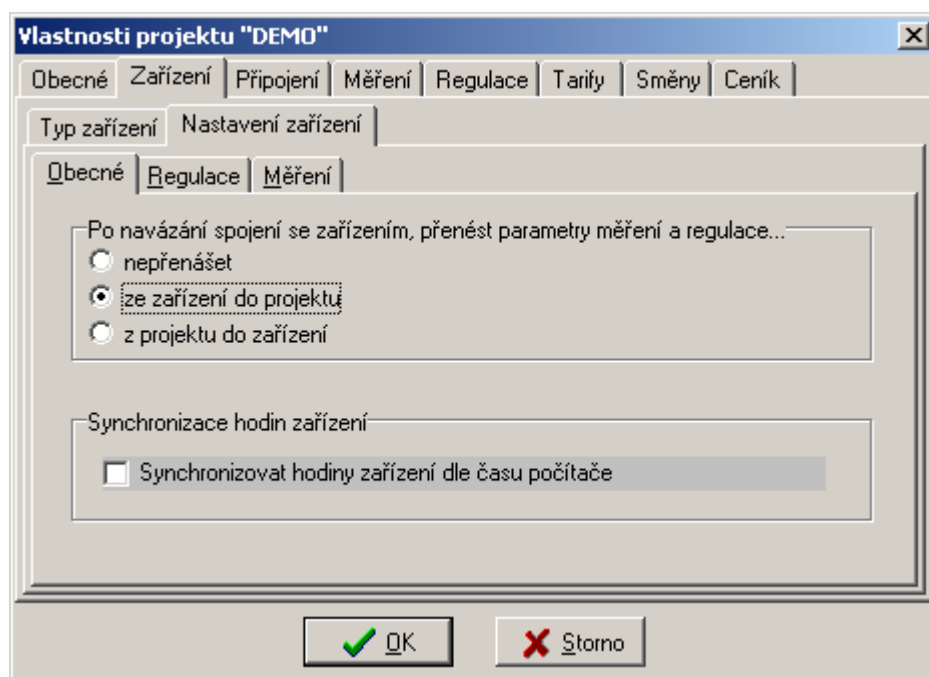 Vlastnosti projektu "DEMO"
Obecné Zařízení Připojení Měření Regulace Tarify Směny Ceník
Typ zařízení Nastavení zařízení
Obecné Regulace Měření
Po navázání spojení se zařízením, přenést parametry měření a regulace...
nepřenášet
ze zařízení do projektu
z projektu do zařízení
Synchronizace hodin zařízení
Synchronizovat hodiny zařízení dle času počítače
OK Storno